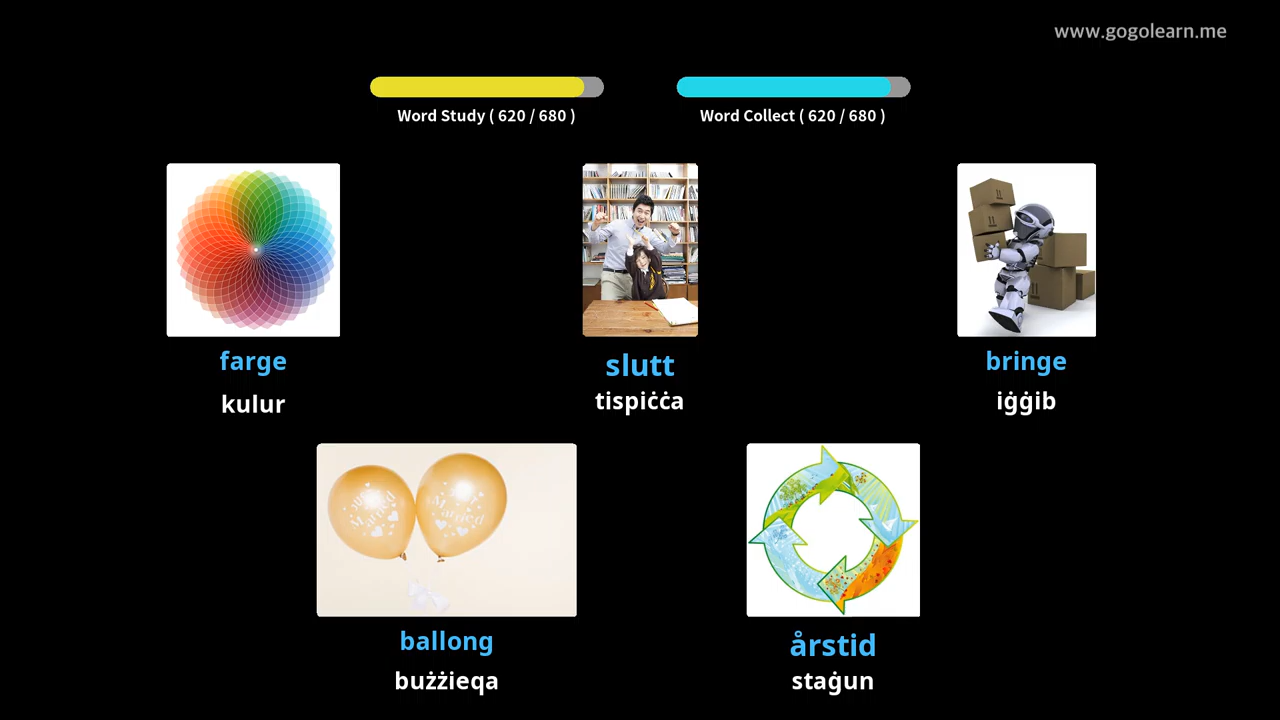 www.gogolearn.me
Word Study ( 620 / 680 )
Word Collect ( 620 / 680 )
farge
kulur
slutt
tispiċċa
bringe
iġġib
ballong
bużżieqa
årstid
staġun